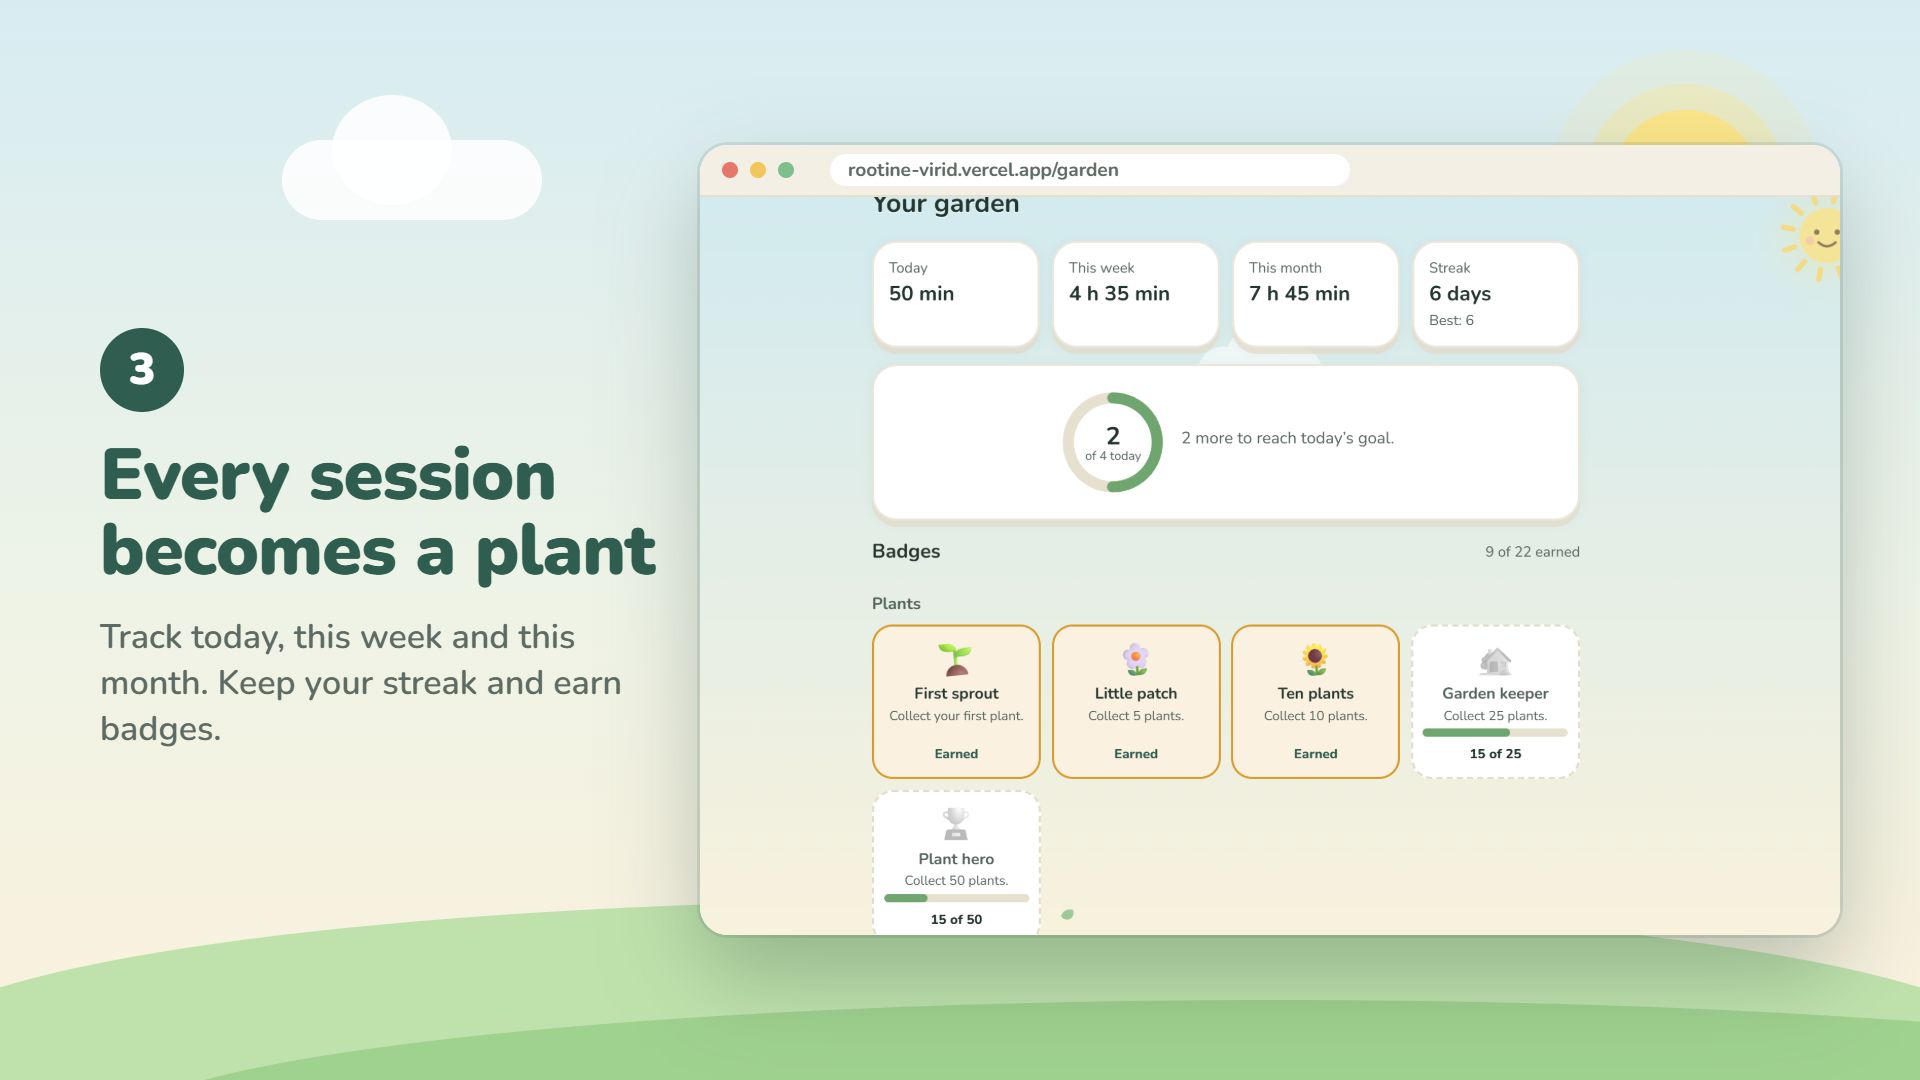 3
Every session
becomes a plant
Track today, this week and this
month. Keep your streak and earn
badges.
rootine-virid.vercel.app/garden
Your garden
Today
50 min
This week
4 h 35 min
This month
7 h 45 min
Streak
6 days
Best: 6
2
of 4 today
2 more to reach today’s goal.
Badges
9 of 22 earned
Plants
First sprout
Collect your first plant.
Earned
Little patch
Collect 5 plants.
Earned
Ten plants
Collect 10 plants.
Earned
Garden keeper
Collect 25 plants.
15 of 25
Plant hero
Collect 50 plants.
15 of 50